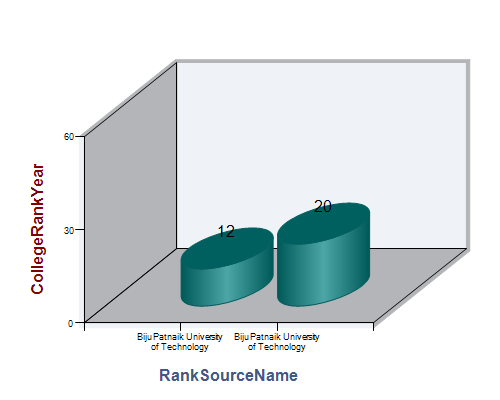 60
30
0
CollegeRankYear
12
20
Biju Patnaik University
of Technology
Biju Patnaik University
of Technology
RankSourceName